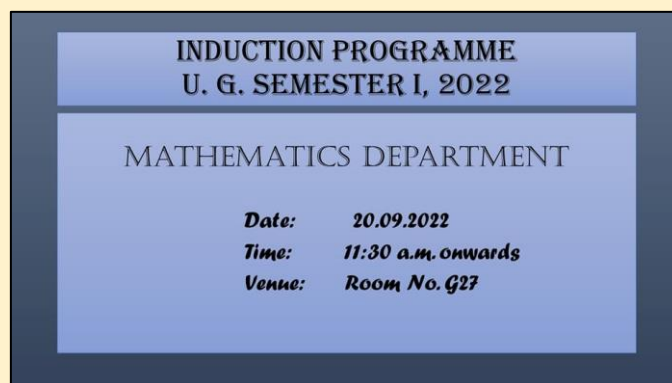 INDUCTION PROGRAMME
U. G. SEMESTER I, 2022
MATHEMATICS DEPARTMENT
Date: 20.09.2022
Time: 11:30 a.m. onwards
Venue: Room No. G27